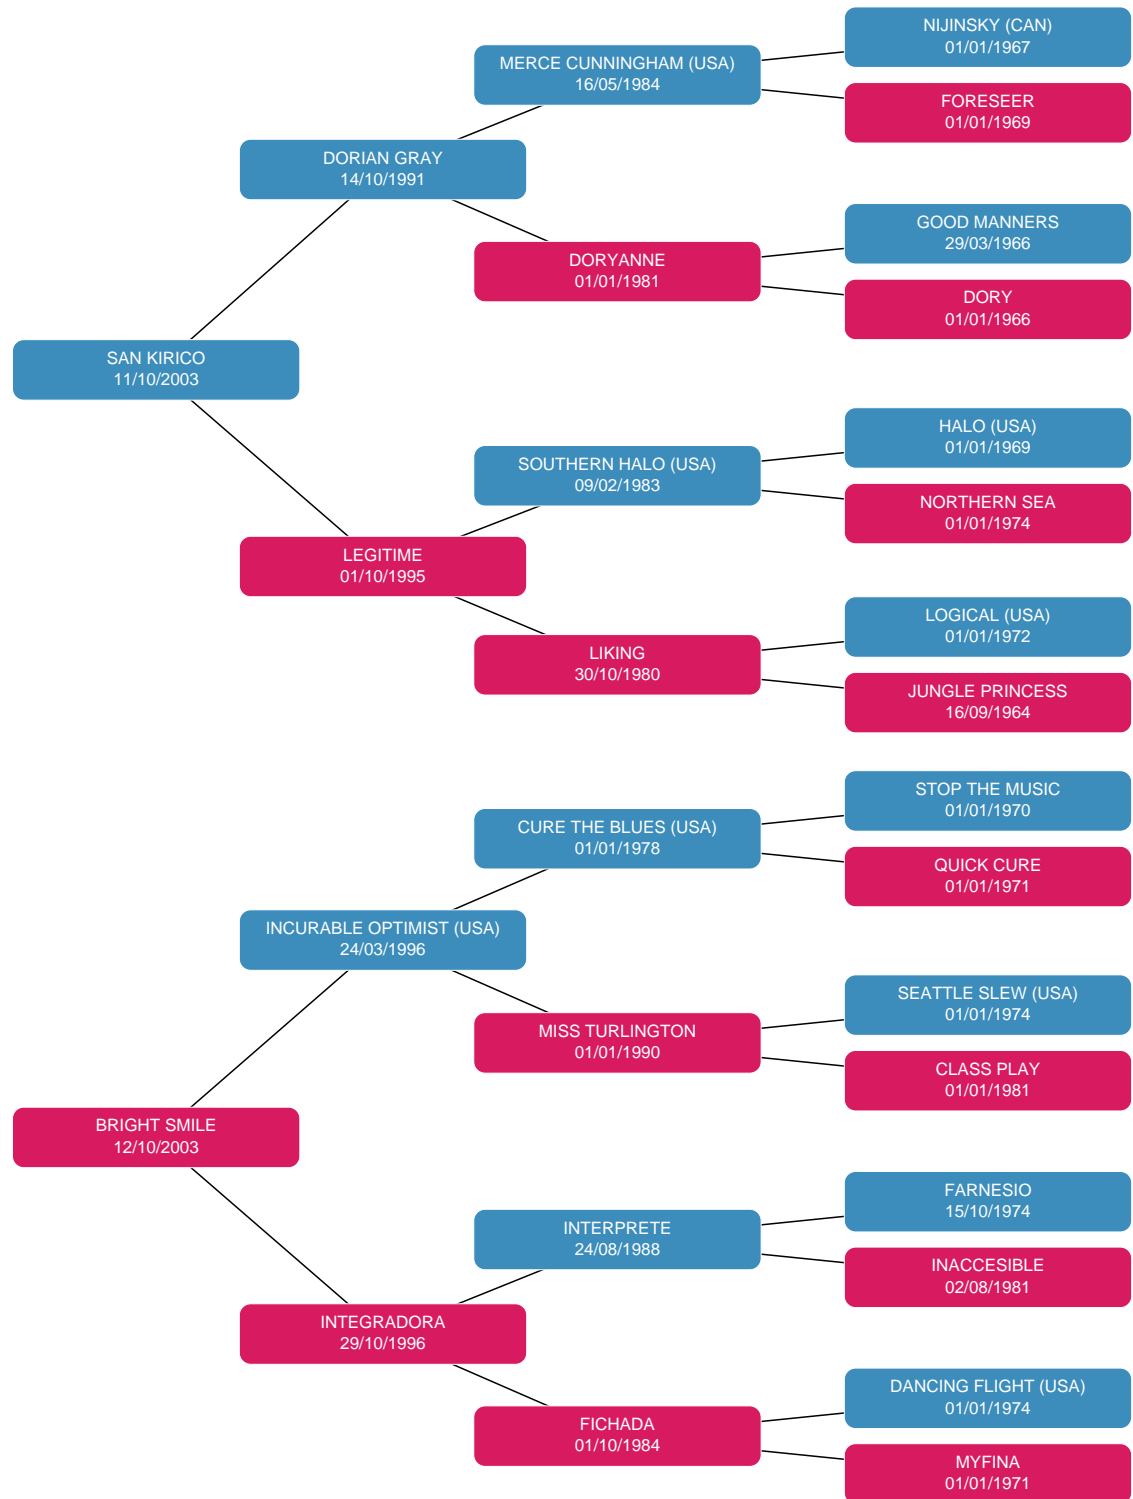 NIJINSKY (CAN)
01/01/1967
MERCE CUNNINGHAM (USA)
16/05/1984
FORESEER
01/01/1969
DORIAN GRAY
14/10/1991
GOOD MANNERS
29/03/1966
DORYANNE
01/01/1981
DORY
01/01/1966
SAN KIRICO
11/10/2003
HALO (USA)
01/01/1969
SOUTHERN HALO (USA)
09/02/1983
NORTHERN SEA
01/01/1974
LEGITIME
01/10/1995
LOGICAL (USA)
01/01/1972
LIKING
30/10/1980
JUNGLE PRINCESS
16/09/1964
STOP THE MUSIC
01/01/1970
CURE THE BLUES (USA)
01/01/1978
QUICK CURE
01/01/1971
INCURABLE OPTIMIST (USA)
24/03/1996
SEATTLE SLEW (USA)
01/01/1974
MISS TURLINGTON
01/01/1990
CLASS PLAY
01/01/1981
BRIGHT SMILE
12/10/2003
FARNESIO
15/10/1974
INTERPRETE
24/08/1988
INACCESIBLE
02/08/1981
INTEGRADORA
29/10/1996
DANCING FLIGHT (USA)
01/01/1974
FICHADA
01/10/1984
MYFINA
01/01/1971